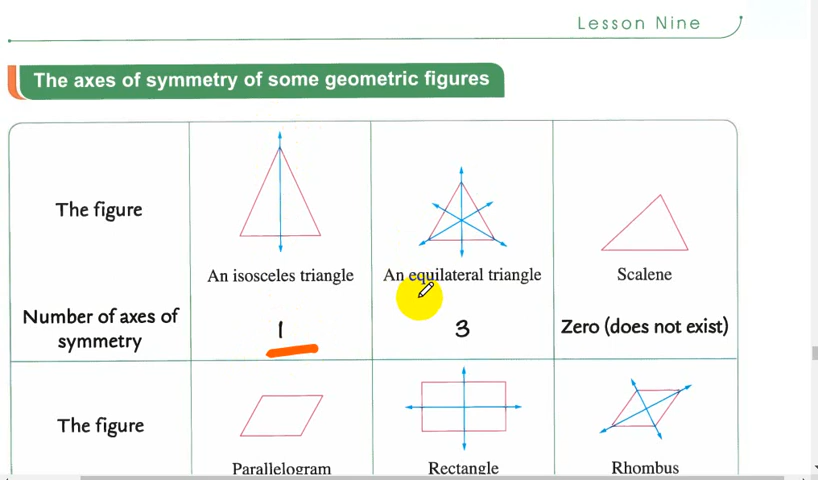 Lesson Nine
The axes of symmetry of some geometric figures
The figure
An isosceles triangle
An equilateral triangle
Scalene
Number of axes of
symmetry
1
3
Zero (does not exist)
The figure
Parallelogram
Rectangle
Rhombus